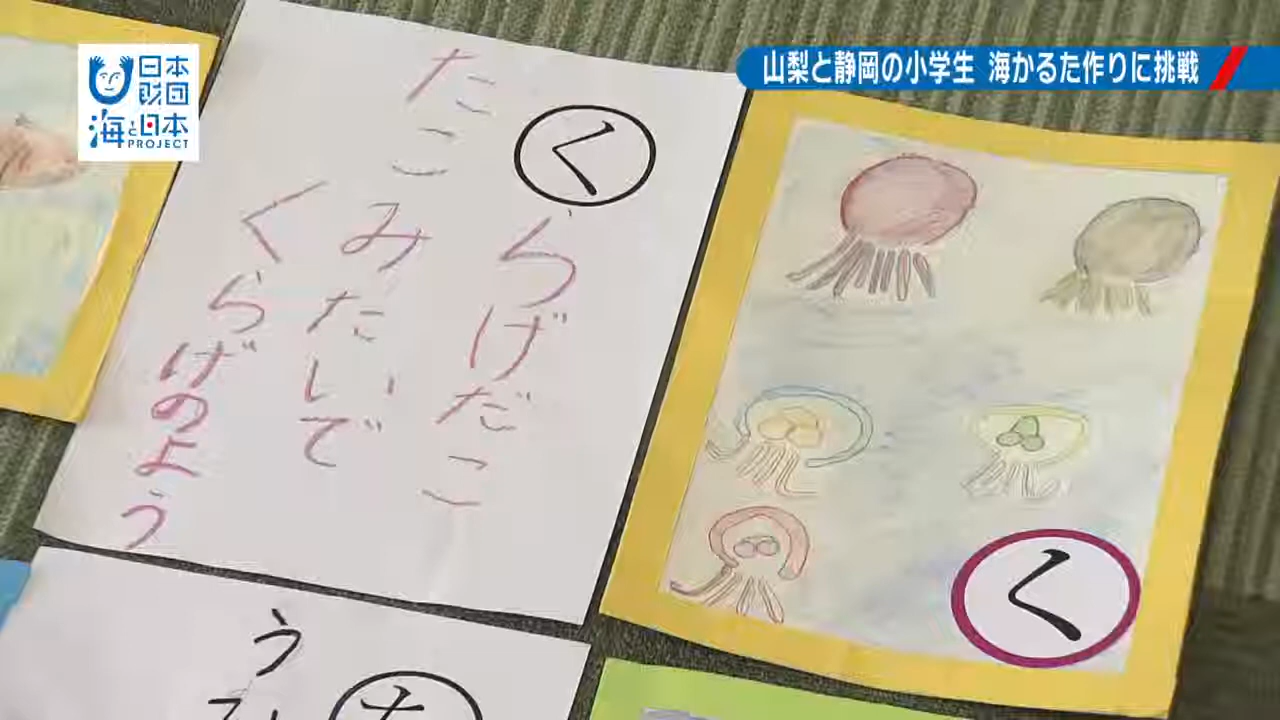 日本
財団
海と日本
PROJECT
山梨と静岡の小学生 海かるた作りに挑戦
く
らげだこ
たこ
みたいで
くらげのよう
く
う